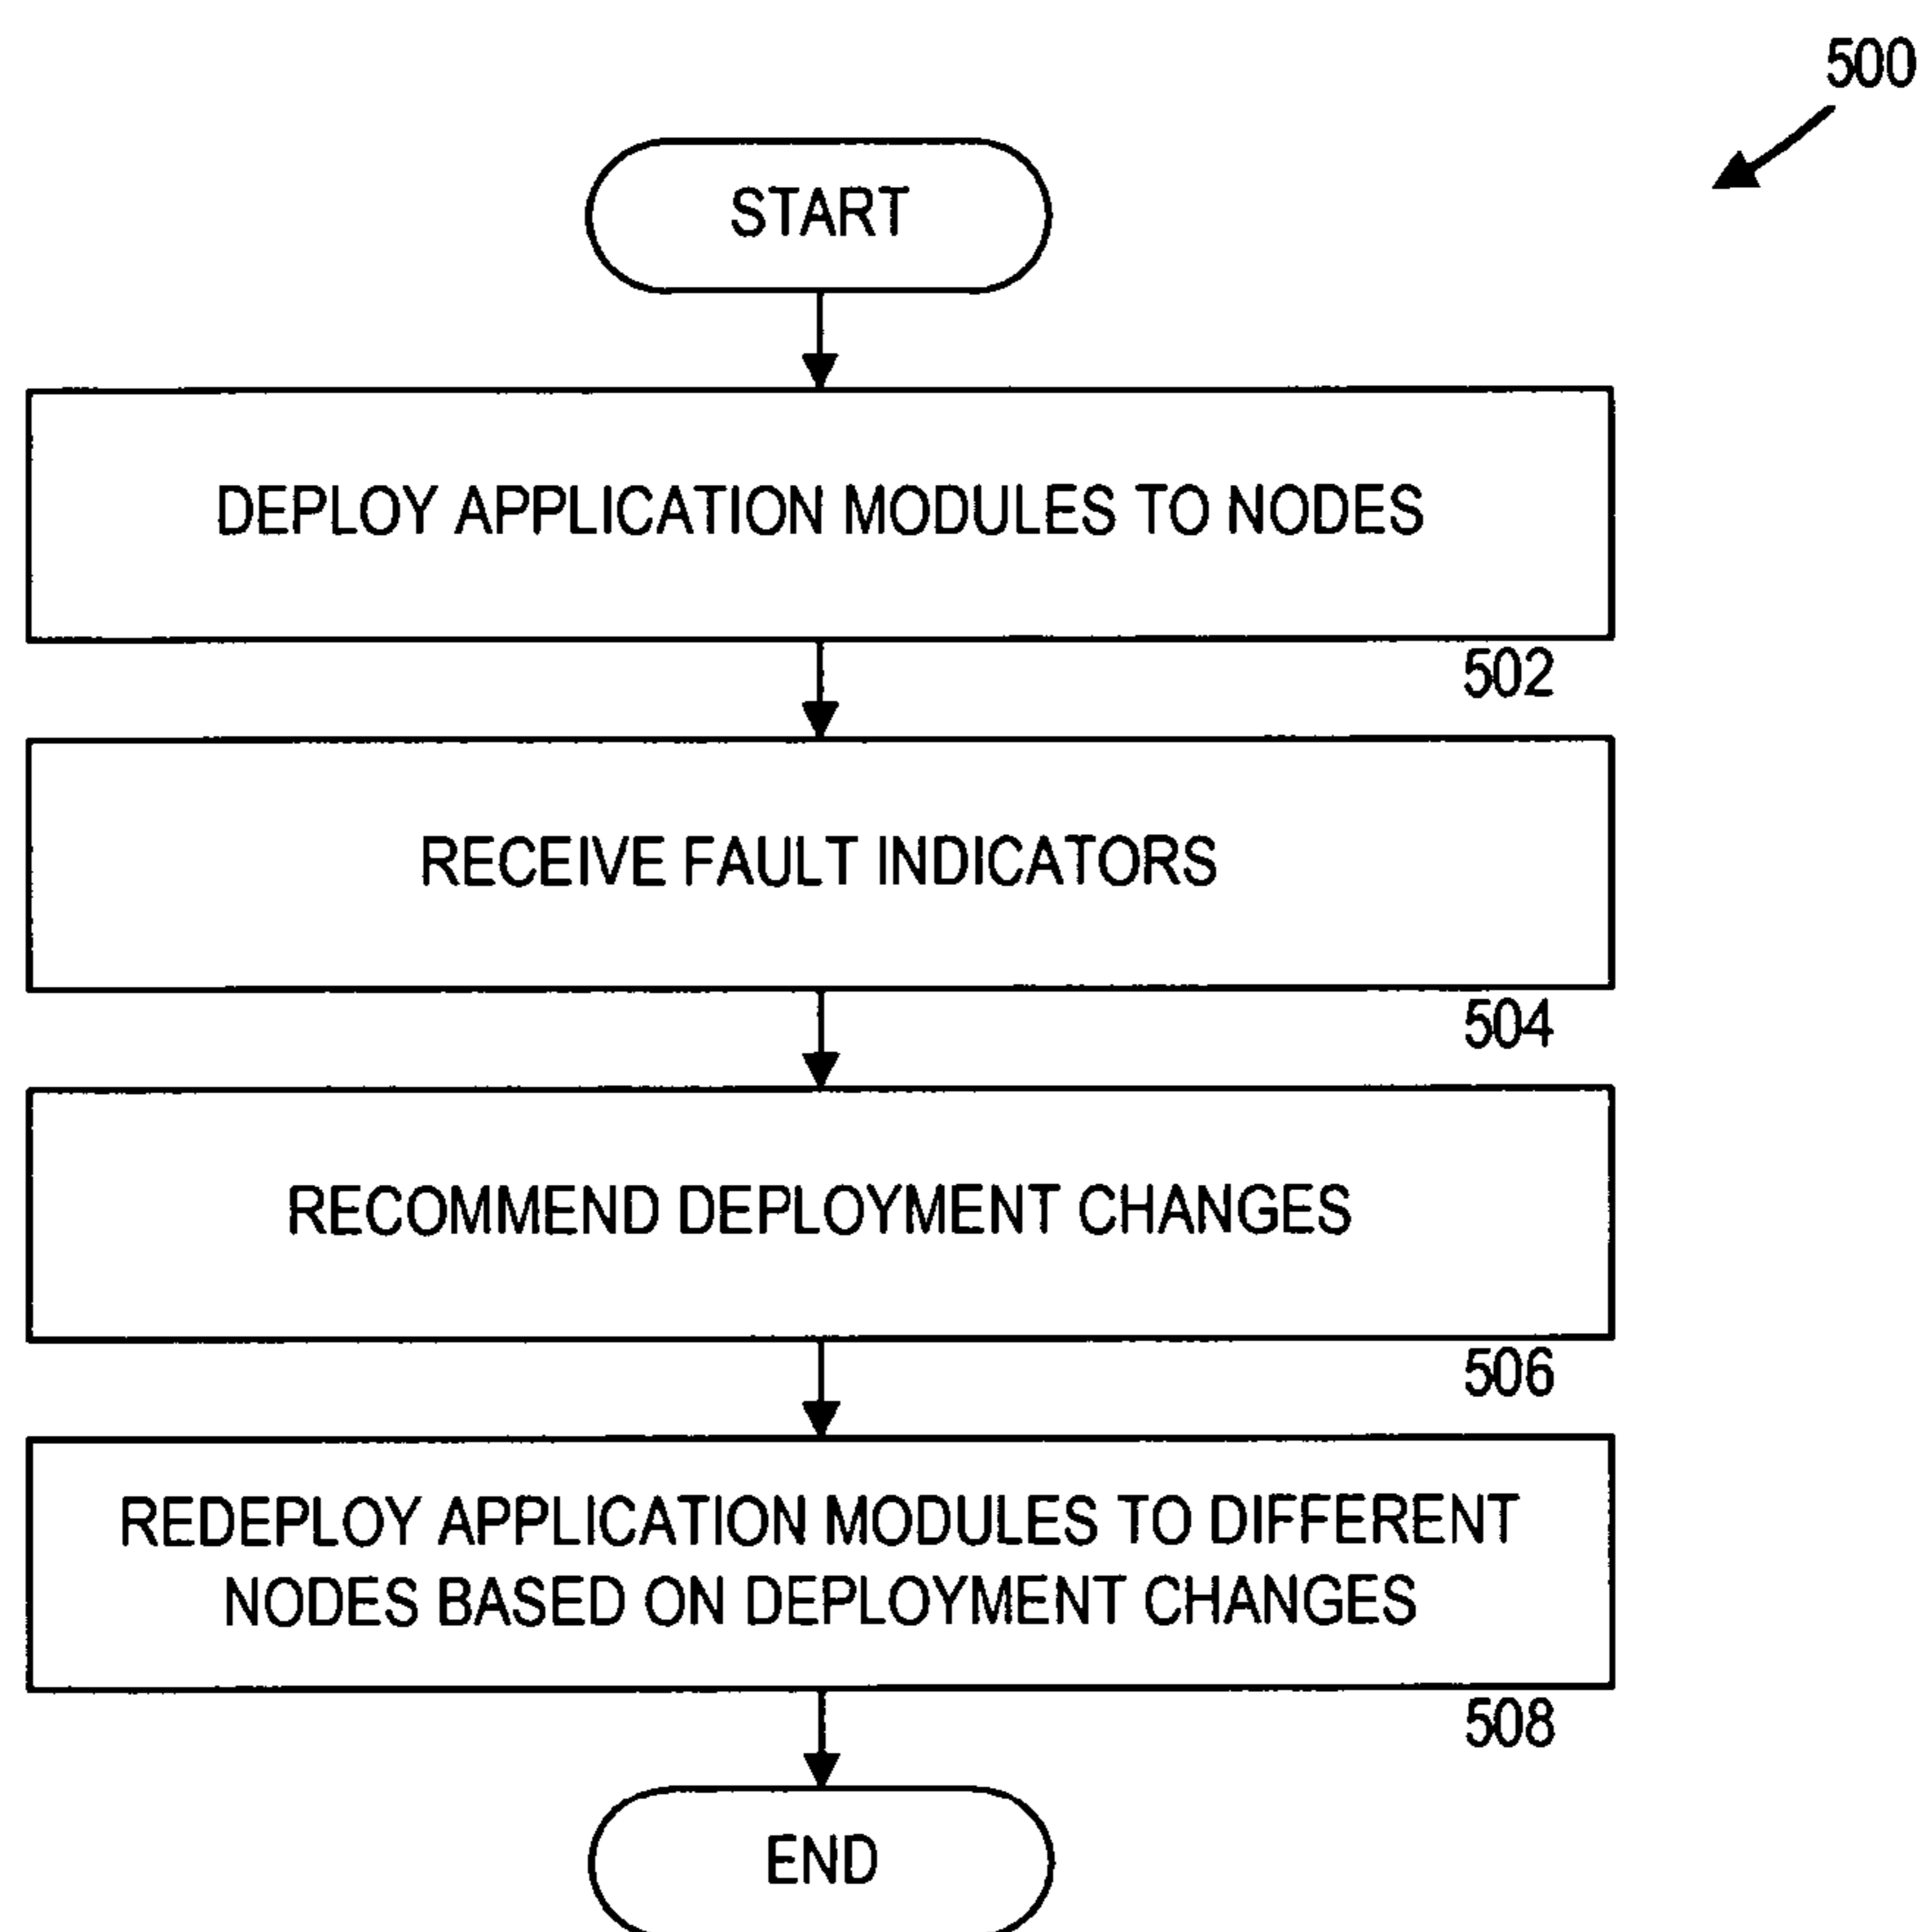 500
START
DEPLOY APPLICATION MODULES TO NODES
502
RECEIVE FAULT INDICATORS
504
RECOMMEND DEPLOYMENT CHANGES
506
REDEPLOY APPLICATION MODULES TO DIFFERENT
NODES BASED ON DEPLOYMENT CHANGES
508
END